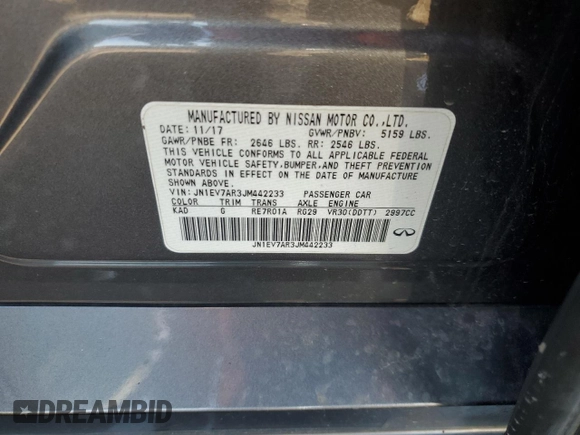 MANUFACTURED BY NISSAN MOTOR CO.,LTD.
DATE: 11/17 GVWR/PNBV: 5159 LBS.
GAWR/PNBE FR: 2646 LBS. RR: 2546 LBS.
THIS VEHICLE CONFORMS TO ALL APPLICABLE FEDERAL
MOTOR VEHICLE SAFETY, BUMPER, AND THEFT PREVENTION
STANDARDS IN EFFECT ON THE DATE OF MANUFACTURE
SHOWN ABOVE.
VIN: JN1EV7AR3JM442233 PASSENGER CAR
COLOR TRIM TRANS AXLE ENGINE
KAD G RE7R01A RG29 VR30(DDTT) 2997CC
JN1EV7AR3JM442233
DREAMBID